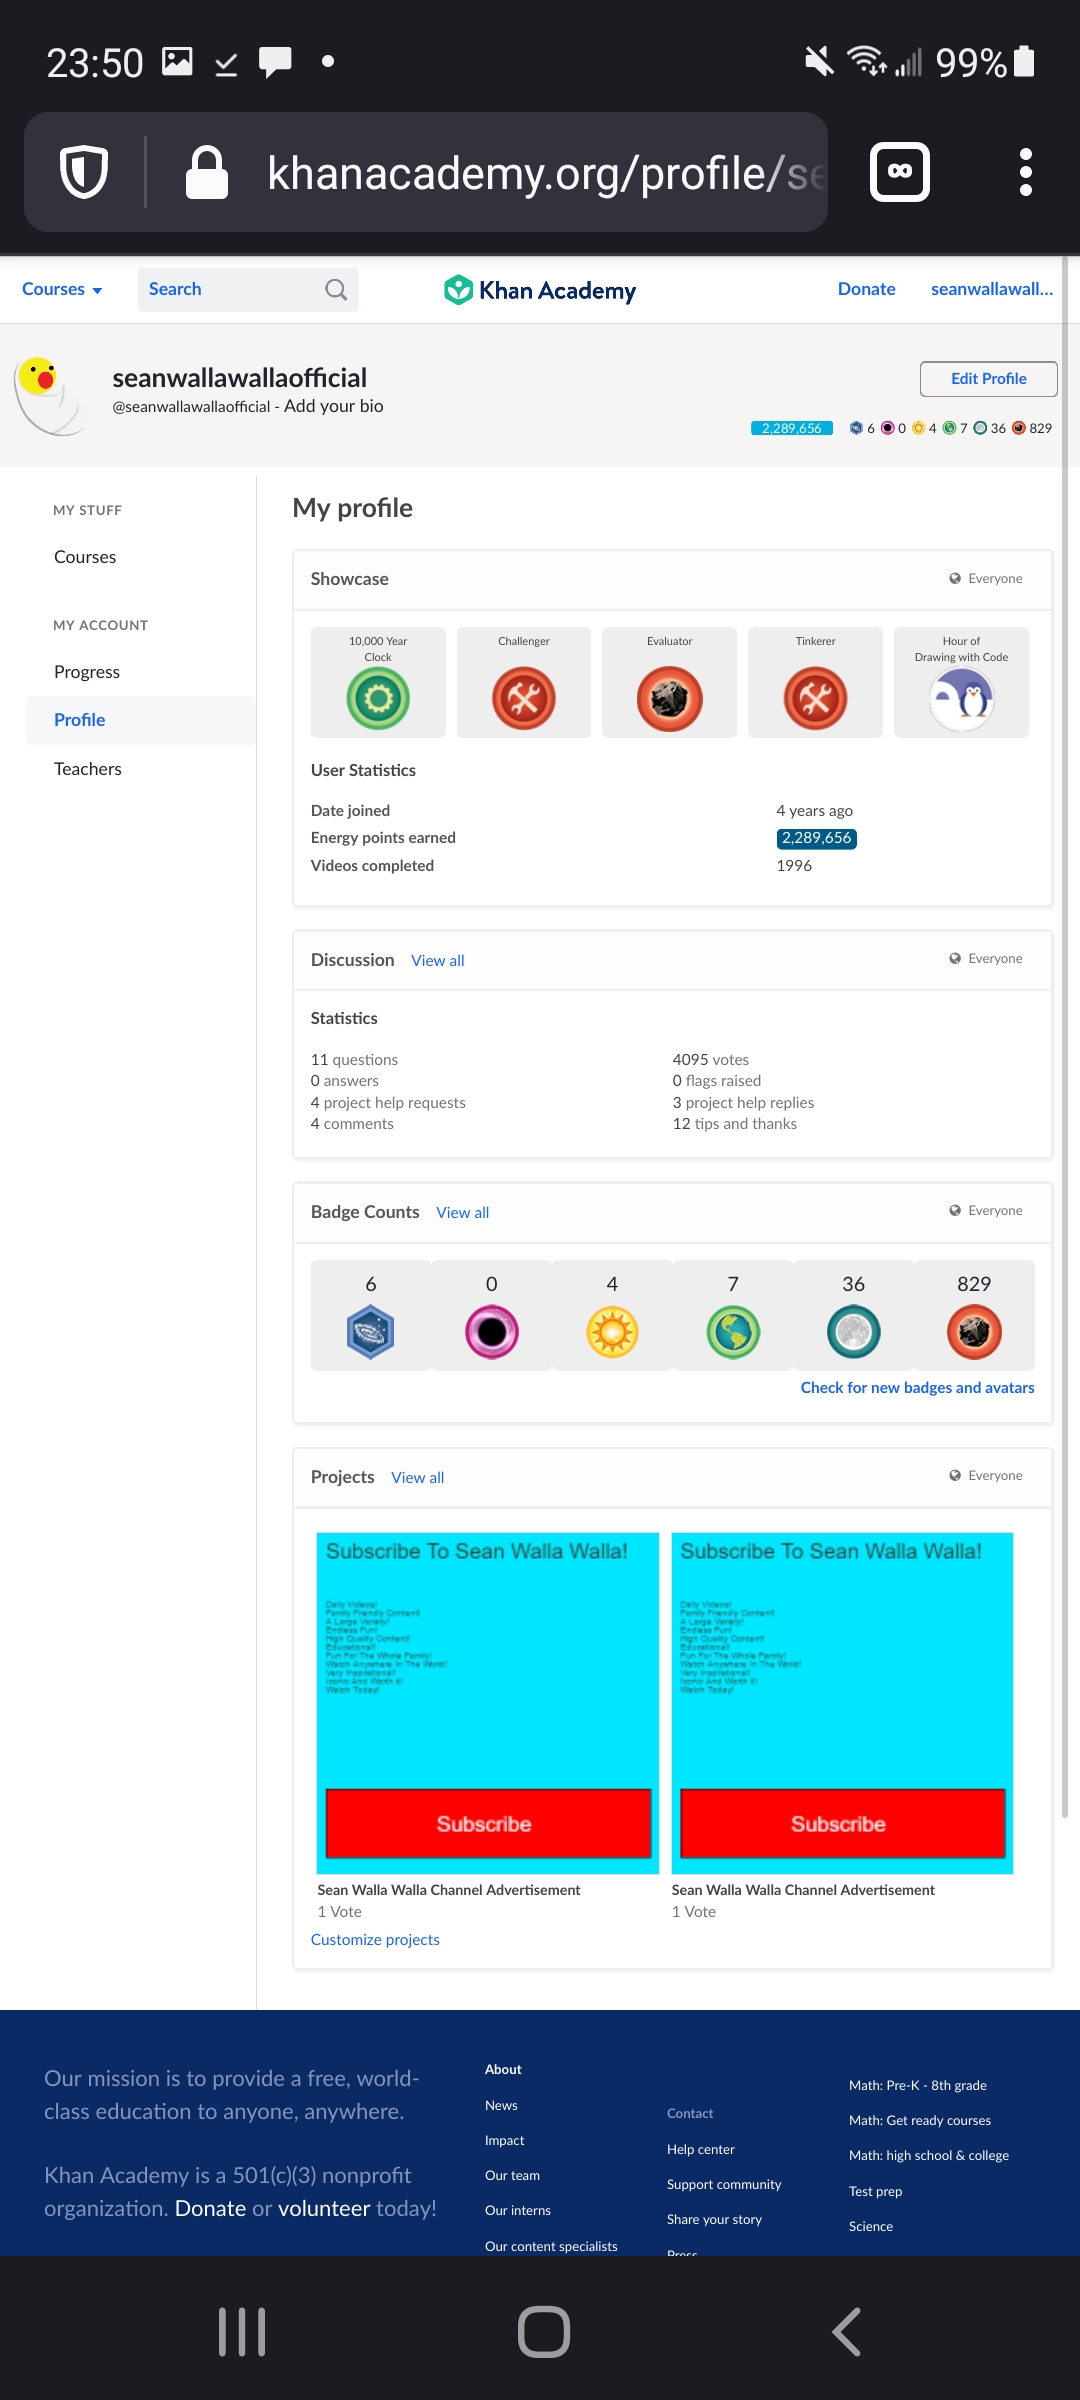 23:50
99%
khanacademy.org/profile/se
Courses
Search
Khan Academy
Donate
seanwallawall...
seanwallawallaofficial
@seanwallawallaofficial - Add your bio
Edit Profile
2,289,656
6 0 4 7 36 829
MY STUFF
Courses
MY ACCOUNT
Progress
Profile
Teachers
My profile
Showcase
Everyone
10,000 Year
Clock
Challenger
Evaluator
Tinkerer
Hour of
Drawing with Code
User Statistics
Date joined 4 years ago
Energy points earned 2,289,656
Videos completed 1996
Discussion View all
Everyone
Statistics
11 questions
0 answers
4 project help requests
4 comments
4095 votes
0 flags raised
3 project help replies
12 tips and thanks
Badge Counts View all
Everyone
6 0 4 7 36 829
Check for new badges and avatars
Projects View all
Everyone
Subscribe To Sean Walla Walla!
Daily Videos!
Family Friendly Content!
A Large Variety!
Endless Fun!
High Quality Content!
Educational!
Fun For The Whole Family!
Watch Anywhere In The World!
Very Inspirational!
Iconic And Worth It!
Watch Today!
Subscribe
Sean Walla Walla Channel Advertisement
1 Vote
Subscribe To Sean Walla Walla!
Daily Videos!
Family Friendly Content!
A Large Variety!
Endless Fun!
High Quality Content!
Educational!
Fun For The Whole Family!
Watch Anywhere In The World!
Very Inspirational!
Iconic And Worth It!
Watch Today!
Subscribe
Sean Walla Walla Channel Advertisement
1 Vote
Customize projects
Our mission is to provide a free, world-
class education to anyone, anywhere.
Khan Academy is a 501(c)(3) nonprofit
organization. Donate or volunteer today!
About
News
Impact
Our team
Our interns
Our content specialists
Contact
Help center
Support community
Share your story
Press
Math: Pre-K - 8th grade
Math: Get ready courses
Math: high school & college
Test prep
Science